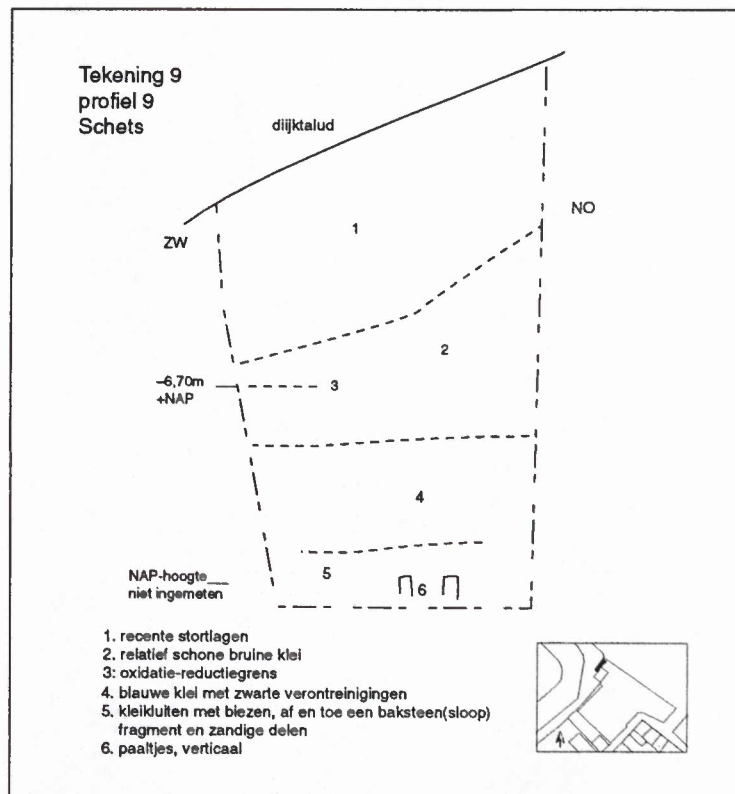 Tekening 9
profiel 9
Schets
diijktalud
NO
ZW
1
2
–6,70m
+NAP
3
4
5
6
NAP-hoogte
niet ingemeten
1. recente stortlagen
2. relatief schone bruine klei
3: oxidatie-reductiegrens
4. blauwe klei met zwarte verontreinigingen
5. kleikluiten met biezen, af en toe een baksteen(sloop)
fragment en zandige delen
6. paaltjes, verticaal